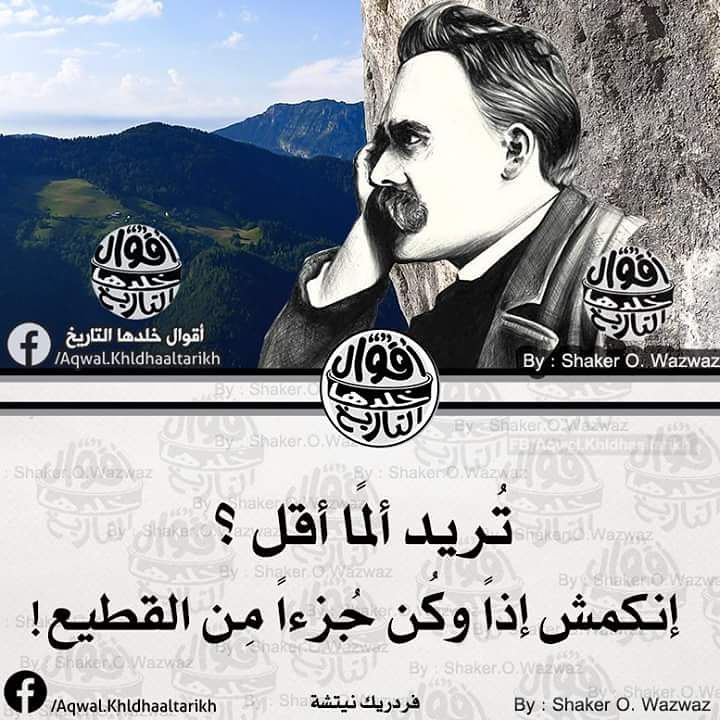 أقوال
خلدها
التاريخ
أقوال
خلدها
التاريخ
أقوال خلدها التاريخ
/Aqwal.Khldhaaltarikh
By : Shaker O. Wazwaz
أقوال
خلدها
التاريخ
تُريد ألمًا أقل ؟
إنكمش إذاً وكُن جُزءاً مِن القطيع!
/Aqwal.Khldhaaltarikh
فردريك نيتشة
By : Shaker O. Wazwaz